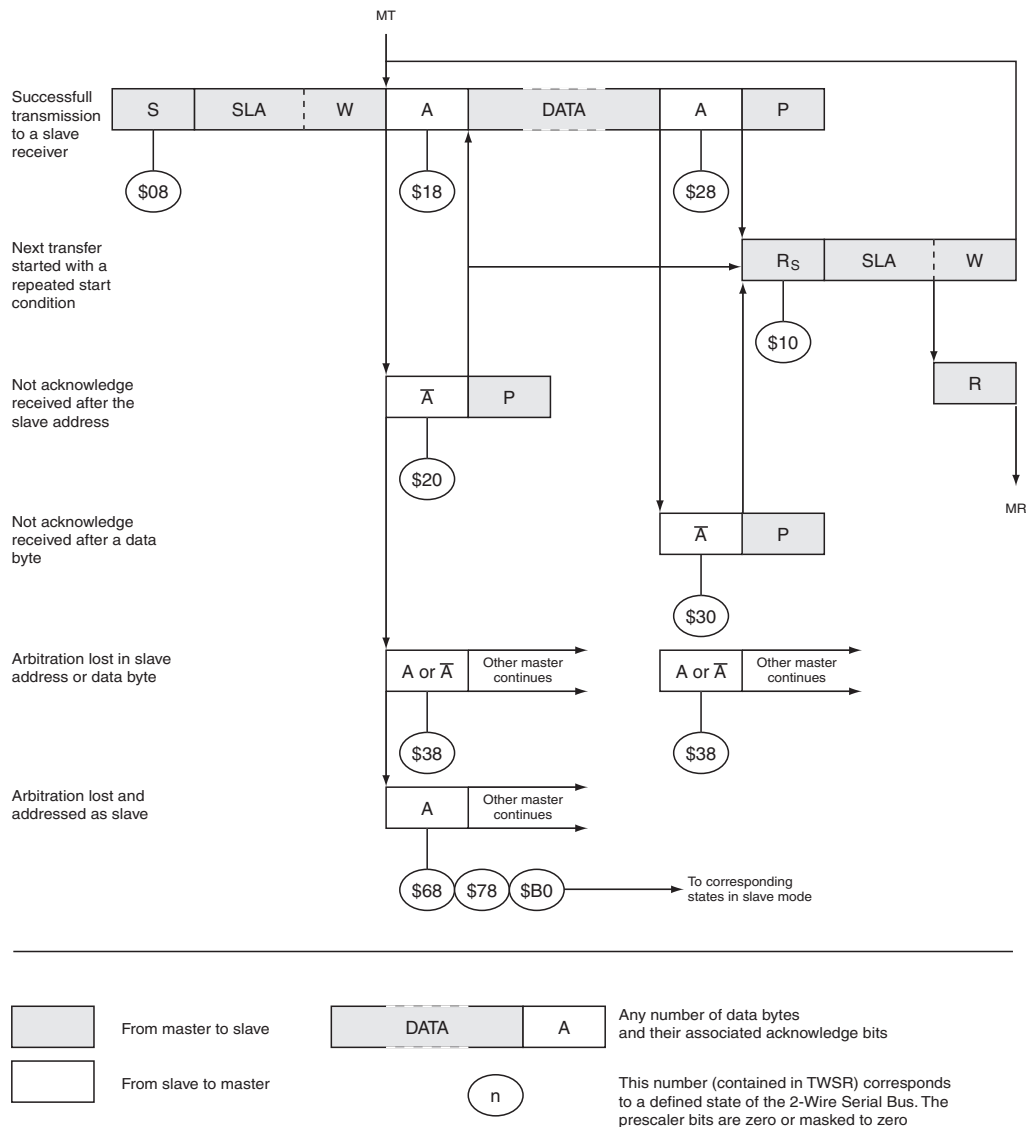 MT
Successfull
transmission
to a slave
receiver
S SLA W A DATA A P
$08 $18 $28
Next transfer
started with a
repeated start
condition
RS SLA W
$10
Not acknowledge
received after the
slave address
A̅ P
R
$20
MR
Not acknowledge
received after a data
byte
A̅ P
$30
Arbitration lost in slave
address or data byte
A or A̅ Other master
continues
A or A̅ Other master
continues
$38 $38
Arbitration lost and
addressed as slave
A Other master
continues
$68 $78 $B0
To corresponding
states in slave mode
From master to slave
DATA A
Any number of data bytes
and their associated acknowledge bits
From slave to master
n
This number (contained in TWSR) corresponds
to a defined state of the 2-Wire Serial Bus. The
prescaler bits are zero or masked to zero